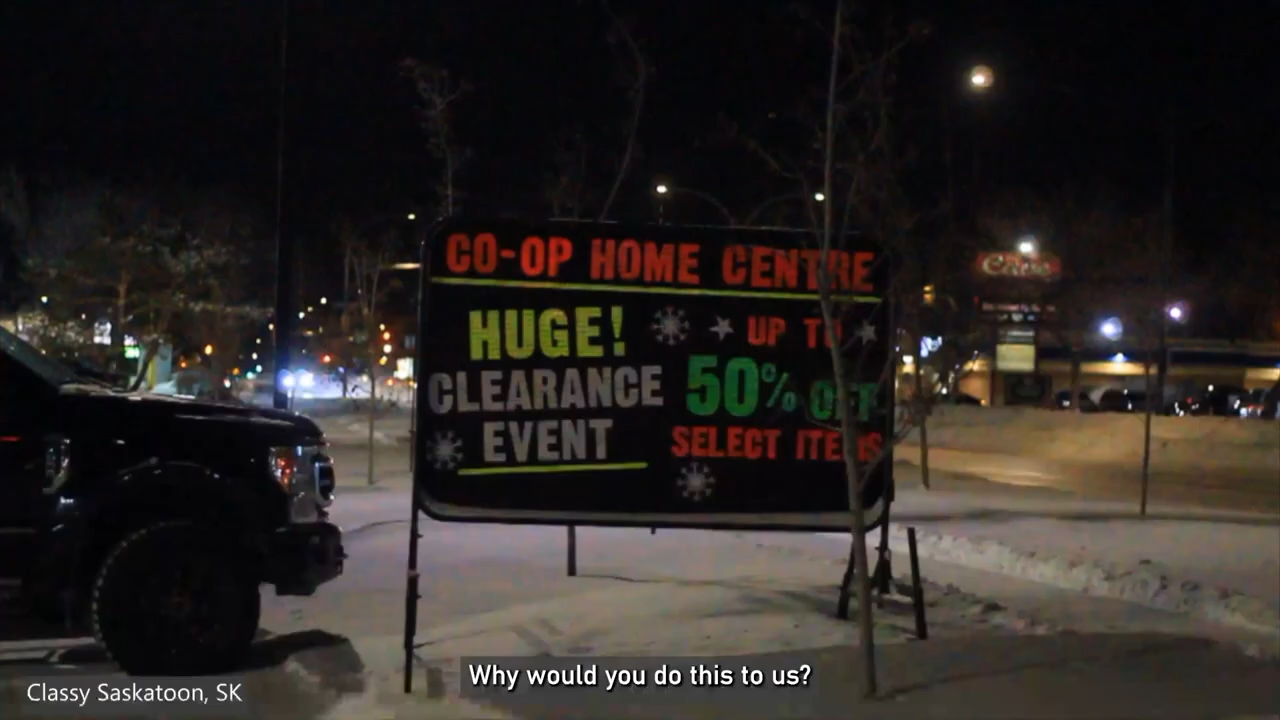 CO-OP HOME CENTRE
HUGE!
CLEARANCE
EVENT
UP TO
50% OFF
SELECT ITEMS
Why would you do this to us?
Classy Saskatoon, SK